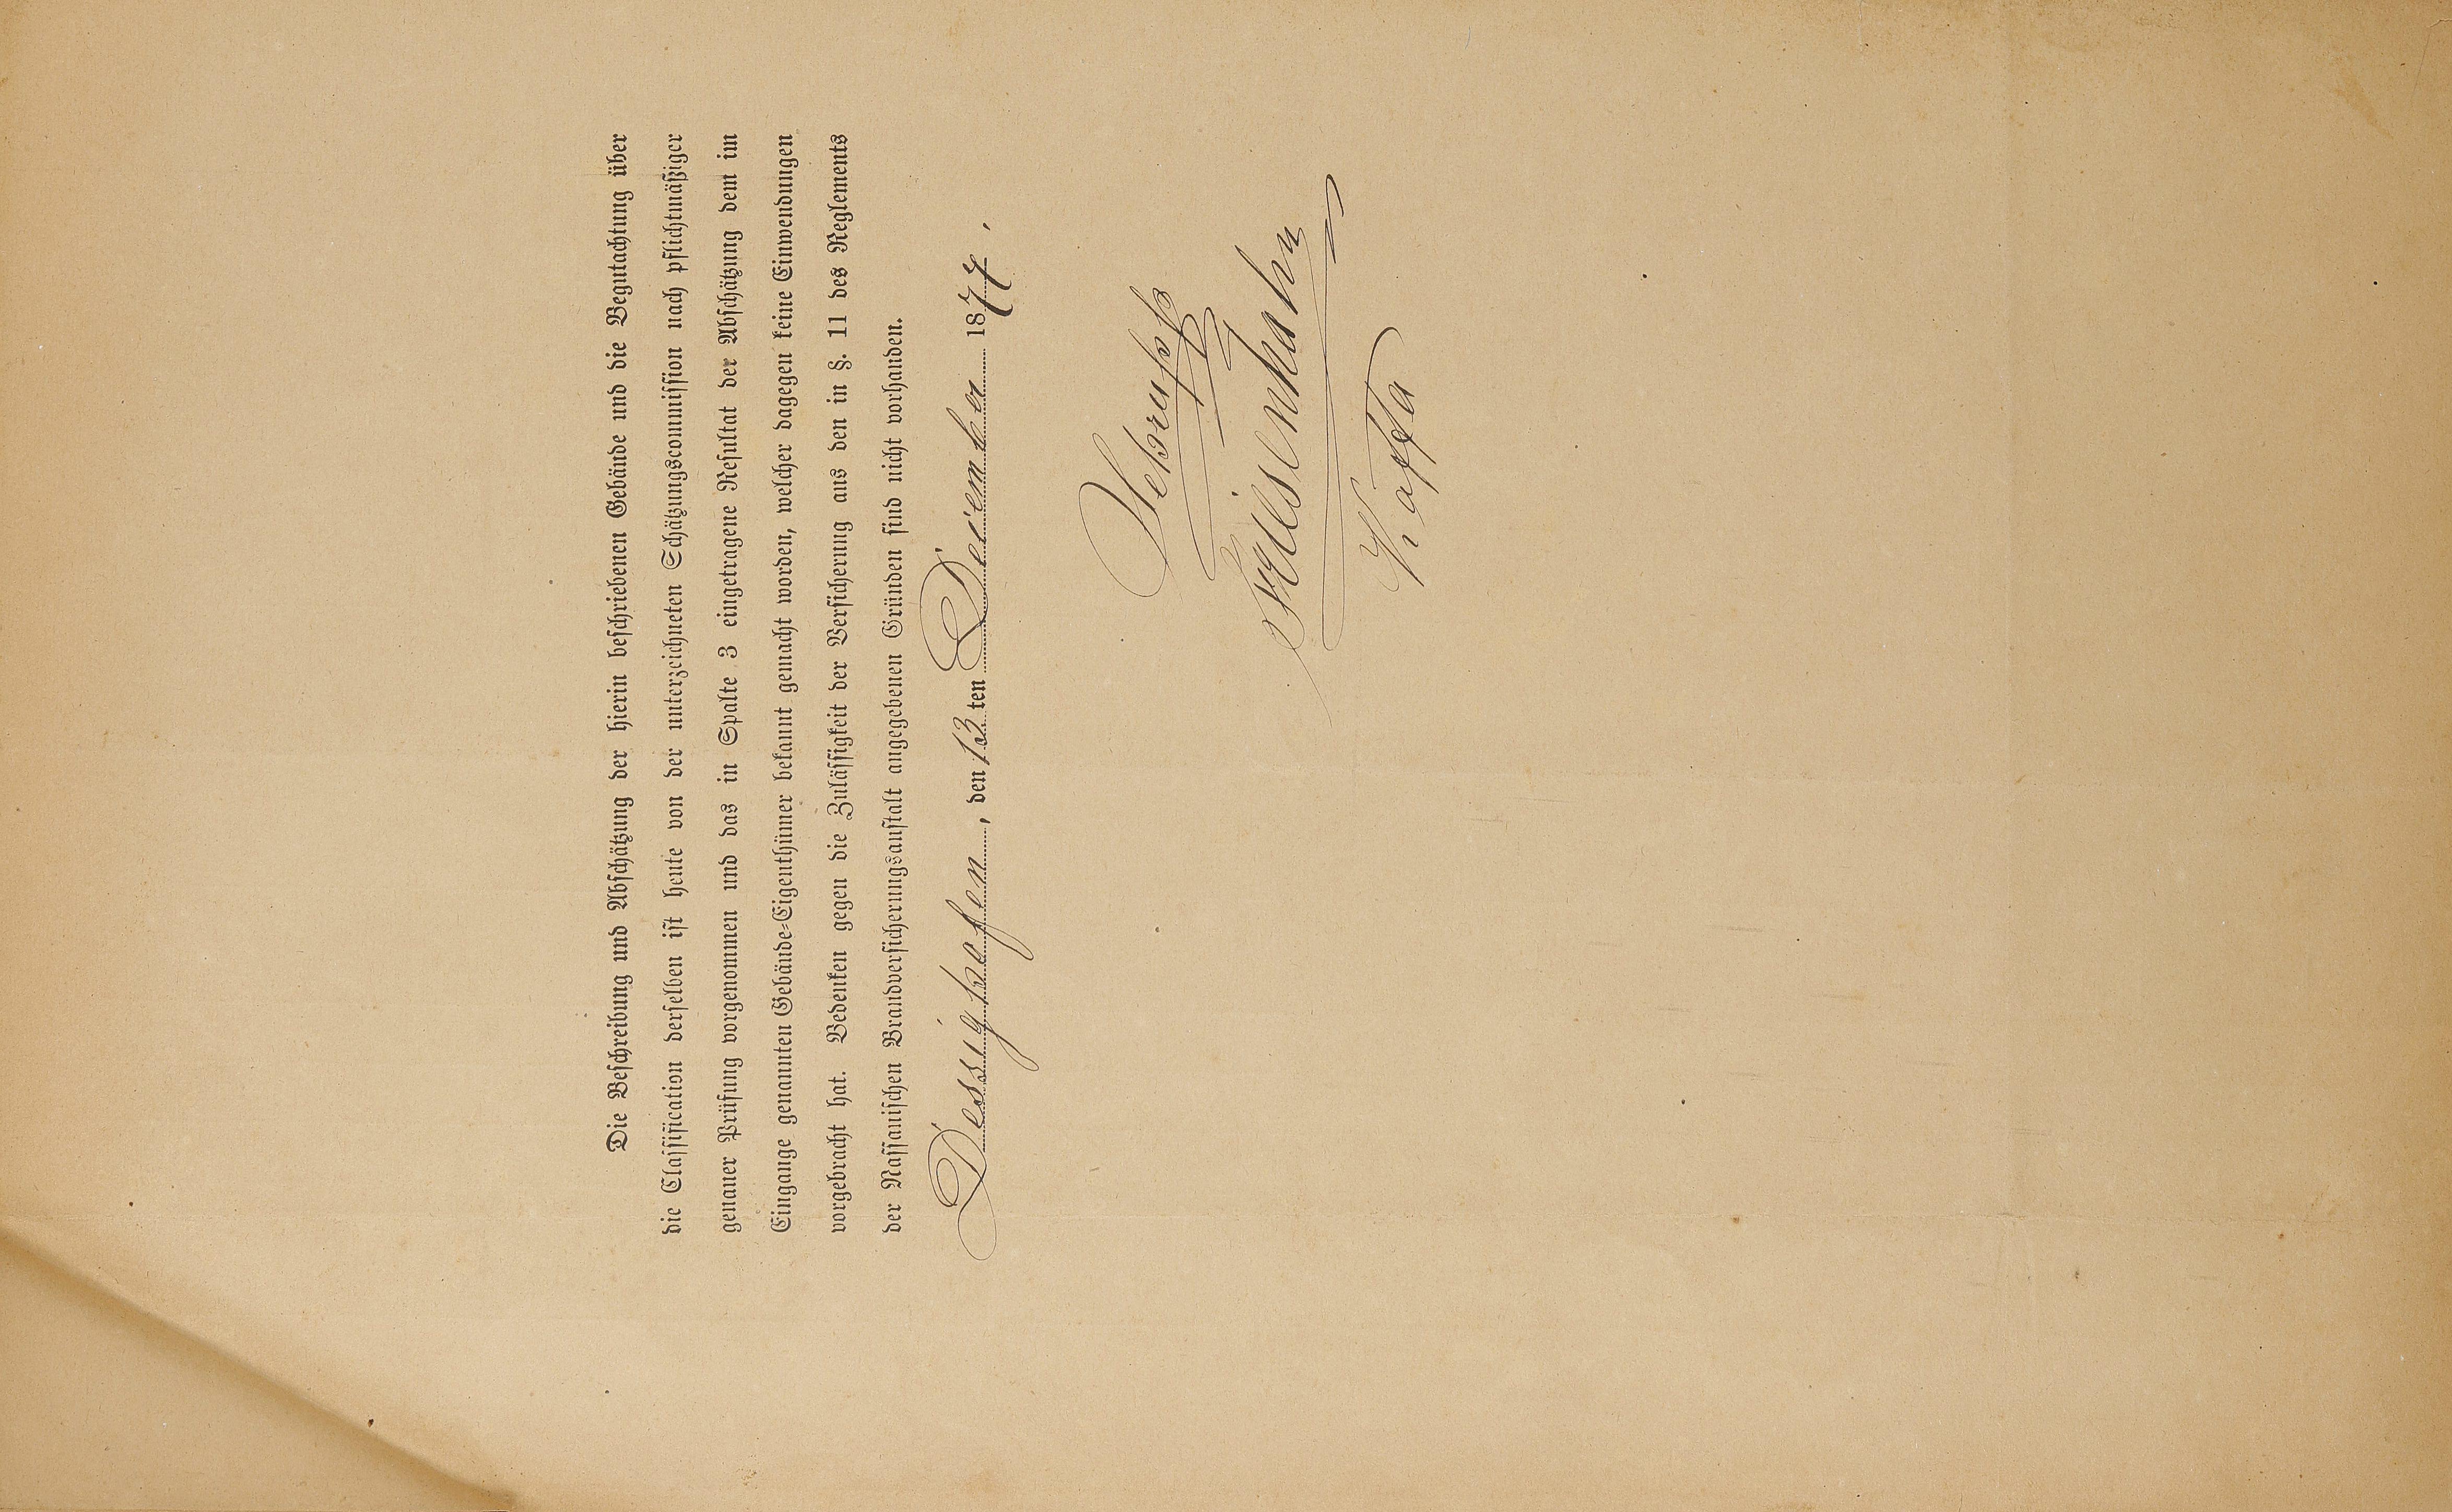 Die Beschreibung und Abschätzung der hierin beschriebenen Gebäude und die Begutachtung über
die Classification derselben ist heute von der unterzeichneten Schätzungscommission nach pflichtmäßiger
genauer Prüfung vorgenommen und das in Spalte 3 eingetragene Resultat der Abschätzung dem im
Eingange genannten Gebäude-Eigenthümer bekannt gemacht worden, welcher dagegen keine Einwendungen
vorgebracht hat. Bedenken gegen die Zulässigkeit der Versicherung aus den in §. 11 des Reglements
der Nassauischen Brandversicherungsanstalt angegebenen Gründen sind nicht vorhanden.
Dessighofen, den 13ten December 1877.